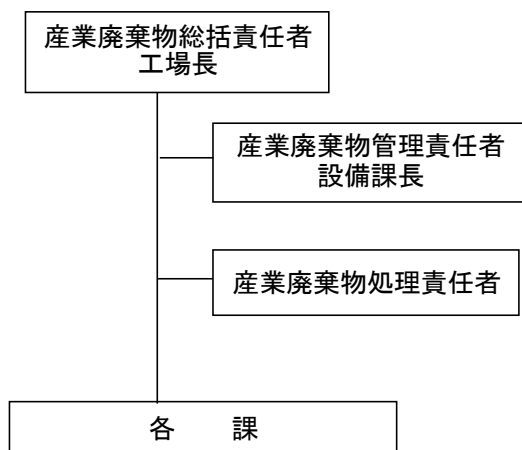 産業廃棄物総括責任者
工場長
産業廃棄物管理責任者
設備課長
産業廃棄物処理責任者
各　　課